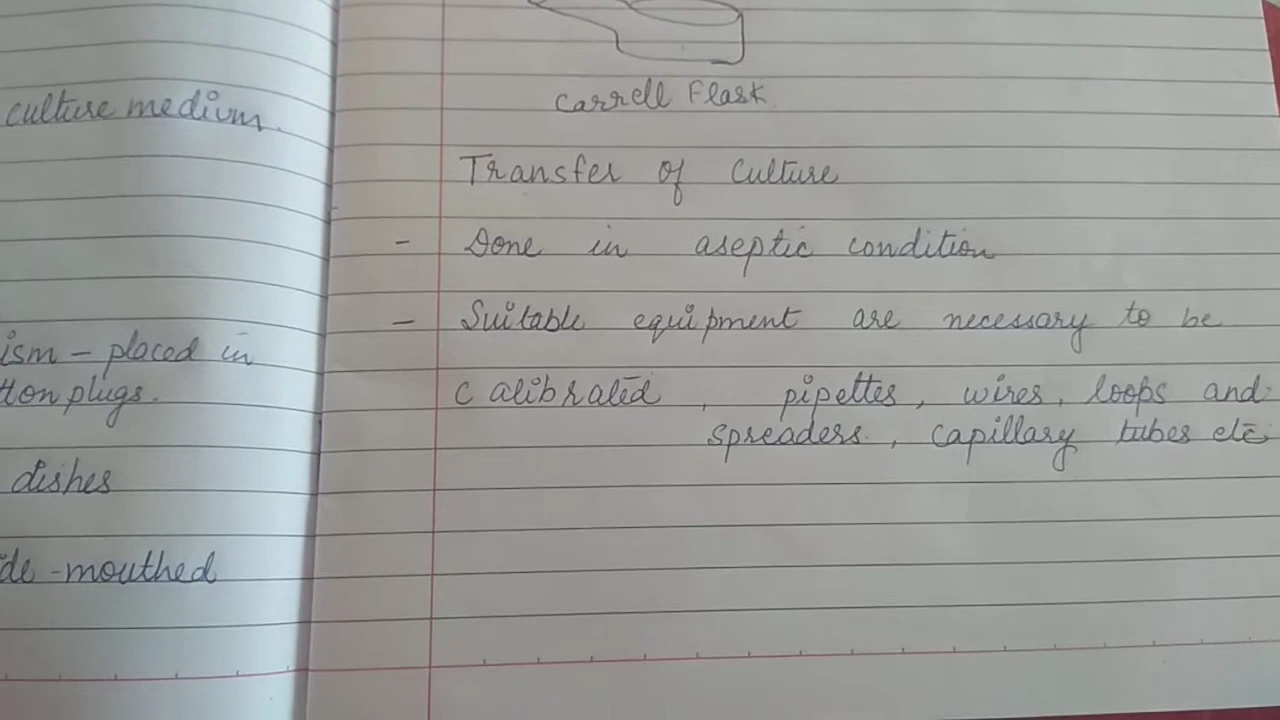 culture medium.
ism - placed in
tton plugs.
dishes
de - mouthed
Carrell Flask
Transfer of Culture
- Done in aseptic condition
- Suitable equipment are necessary to be
calibrated, pipettes, wires, loops and
spreaders, capillary tubes etc